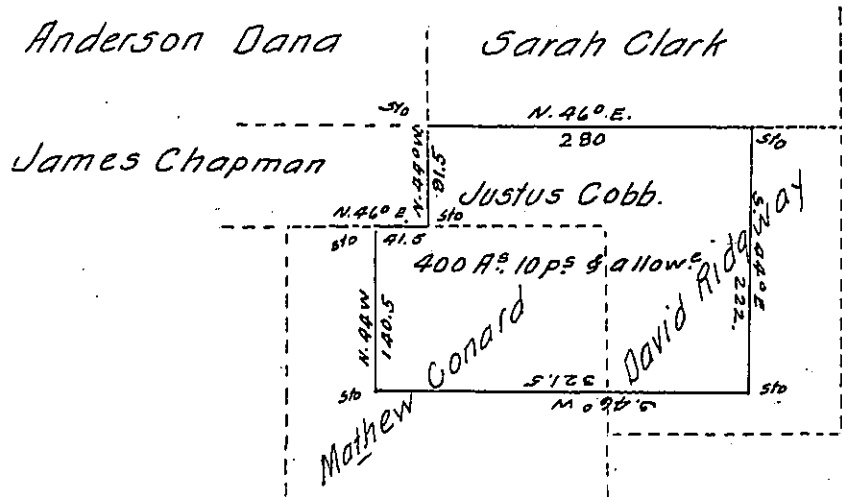 Anderson Dana
Sarah Clark
Sto
N. 46° E.
280
Sto
James Chapman
N. 44° W.
81.5
Justus Cobb.
N. 46° E.
41.5
Sto
Sto
S. 44° E
222.
400 As. 10 ps & allowe
David Ridgway
N. 44 W
140.5
Mathew Conard
321.5
S. 46° W
Sto
Sto